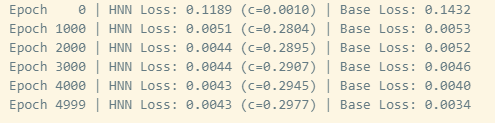 Epoch    0 | HNN Loss: 0.1189 (c=0.0010) | Base Loss: 0.1432
Epoch 1000 | HNN Loss: 0.0051 (c=0.2804) | Base Loss: 0.0053
Epoch 2000 | HNN Loss: 0.0044 (c=0.2895) | Base Loss: 0.0052
Epoch 3000 | HNN Loss: 0.0044 (c=0.2907) | Base Loss: 0.0046
Epoch 4000 | HNN Loss: 0.0043 (c=0.2945) | Base Loss: 0.0040
Epoch 4999 | HNN Loss: 0.0043 (c=0.2977) | Base Loss: 0.0034